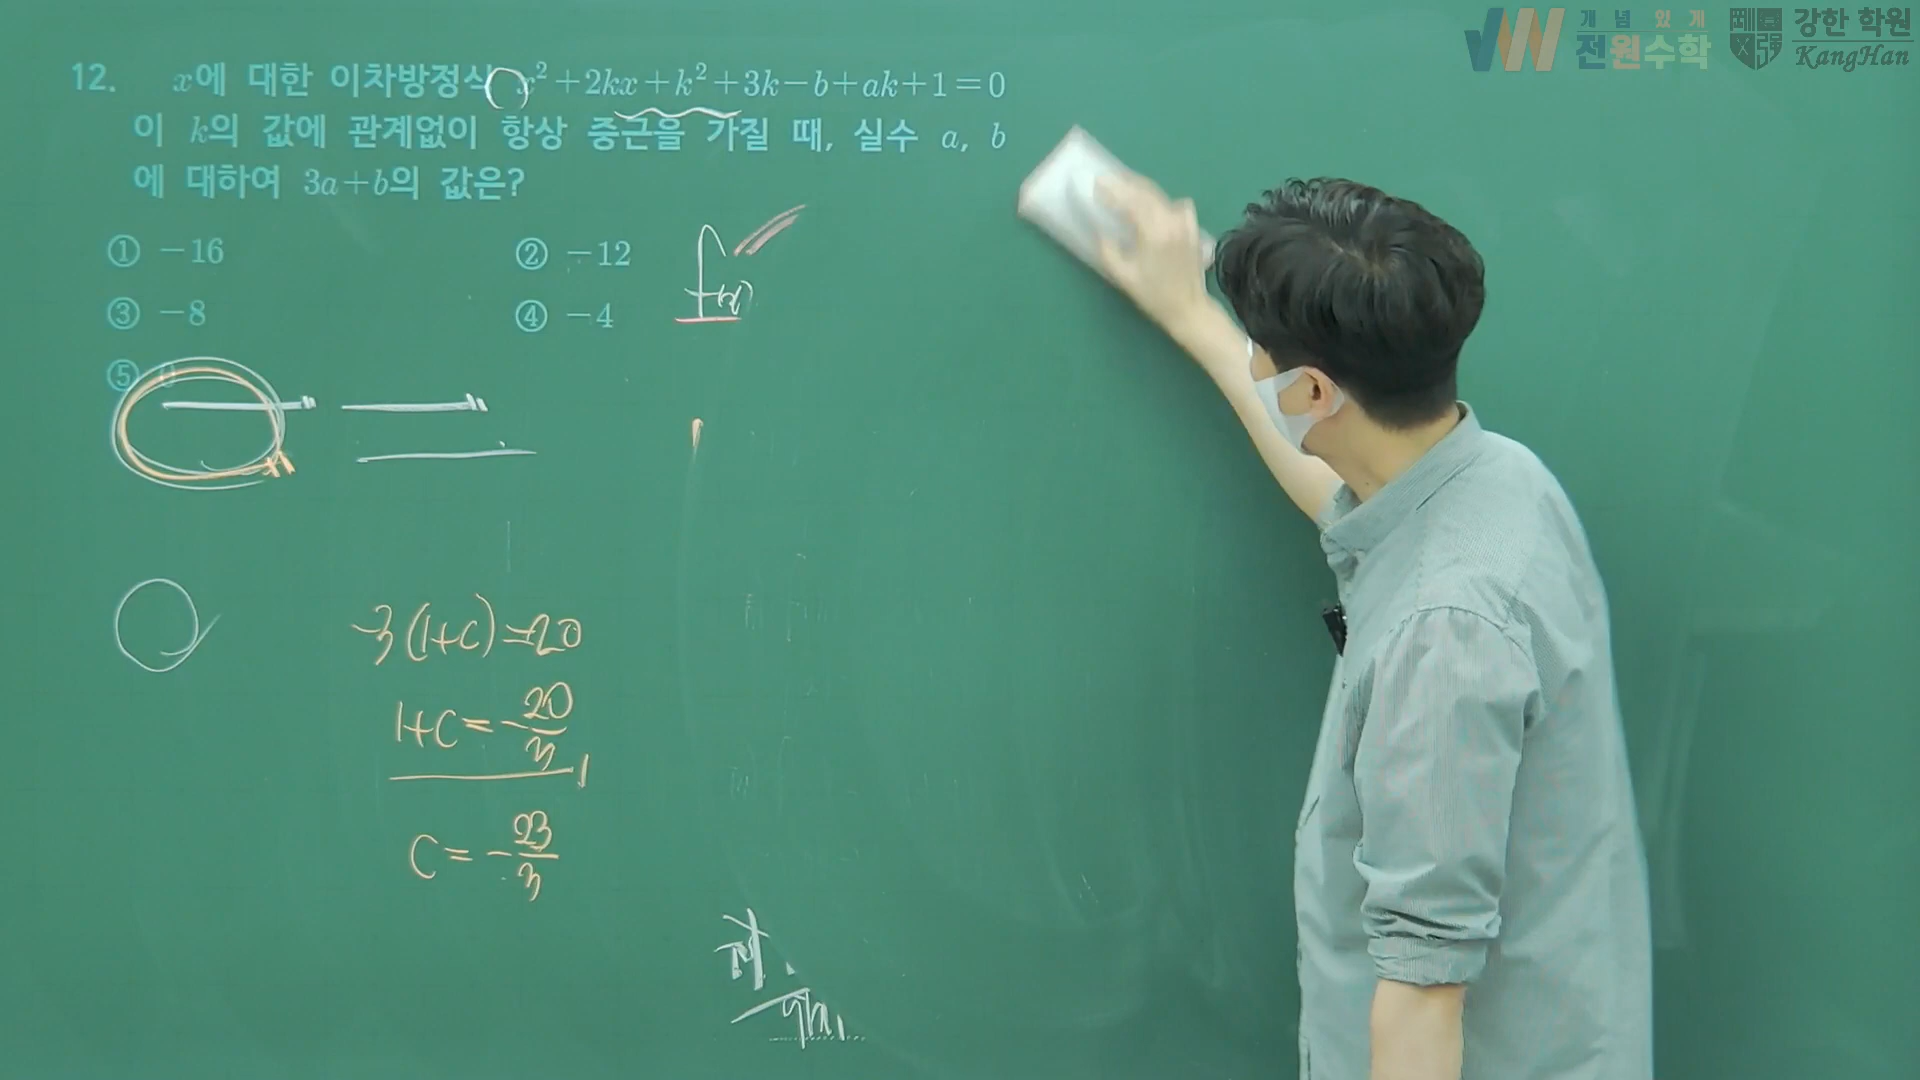 개념있게
전원수학
강한 학원
KangHan
12. x에 대한 이차방정식 x²+2kx+k²+3k-b+ak+1=0
이 k의 값에 관계없이 항상 중근을 가질 때, 실수 a, b
에 대하여 3a+b의 값은?
① -16 ② -12
③ -8 ④ -4
⑤ 0
-3(1+c)=20
1+c=-20/3
c=-23/3